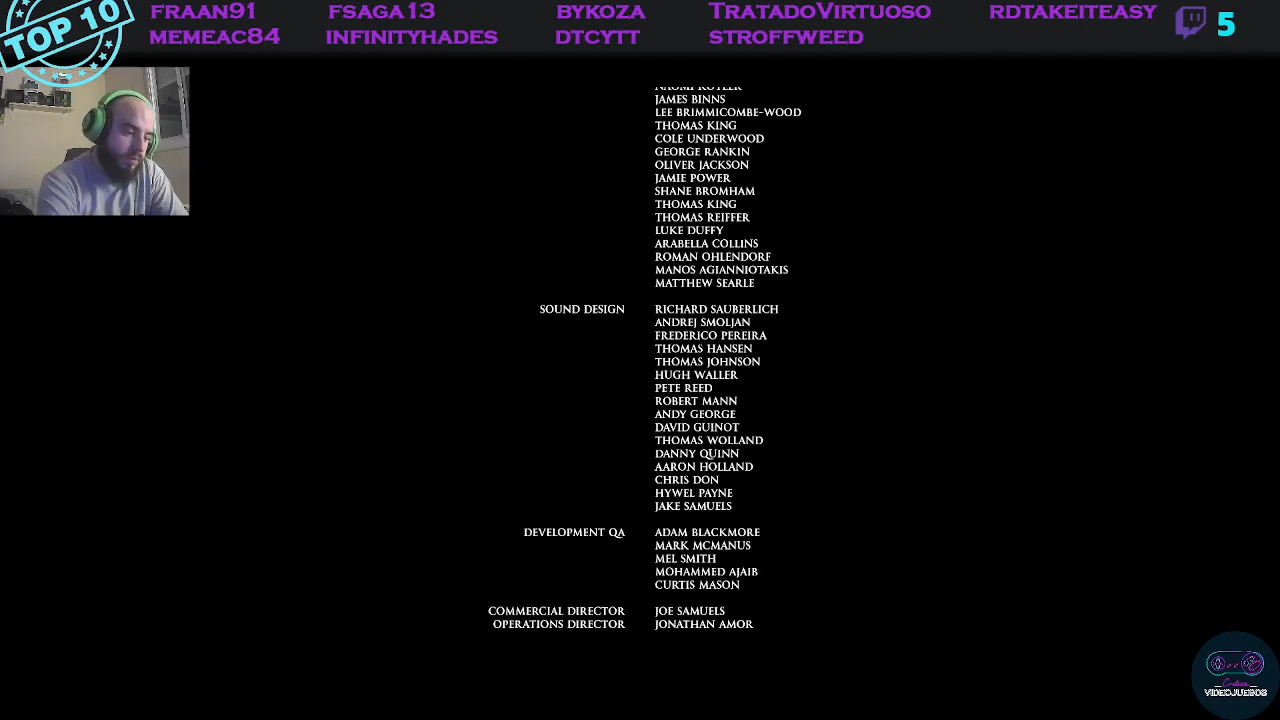 TOP 10
FRAAN91 FSAGA13 BYKOZA TRATADOVIRTUOSO RDTAKEITEASY
MEMEAC84 INFINITYHADES DTCYTT STROFFWEED
5
JAMES BINNS
LEE BRIMMICOMBE-WOOD
THOMAS KING
COLE UNDERWOOD
GEORGE RANKIN
OLIVER JACKSON
JAMIE POWER
SHANE BROMHAM
THOMAS KING
THOMAS REIFFER
LUKE DUFFY
ARABELLA COLLINS
ROMAN OHLENDORF
MANOS AGIANNIOTAKIS
MATTHEW SEARLE
SOUND DESIGN RICHARD SAUBERLICH
ANDREJ SMOLJAN
FREDERICO PEREIRA
THOMAS HANSEN
THOMAS JOHNSON
HUGH WALLER
PETE REED
ROBERT MANN
ANDY GEORGE
DAVID GUINOT
THOMAS WOLLAND
DANNY QUINN
AARON HOLLAND
CHRIS DON
HYWEL PAYNE
JAKE SAMUELS
DEVELOPMENT QA ADAM BLACKMORE
MARK MCMANUS
MEL SMITH
MOHAMMED AJAIB
CURTIS MASON
COMMERCIAL DIRECTOR JOE SAMUELS
OPERATIONS DIRECTOR JONATHAN AMOR
VIDEOJUEGOS